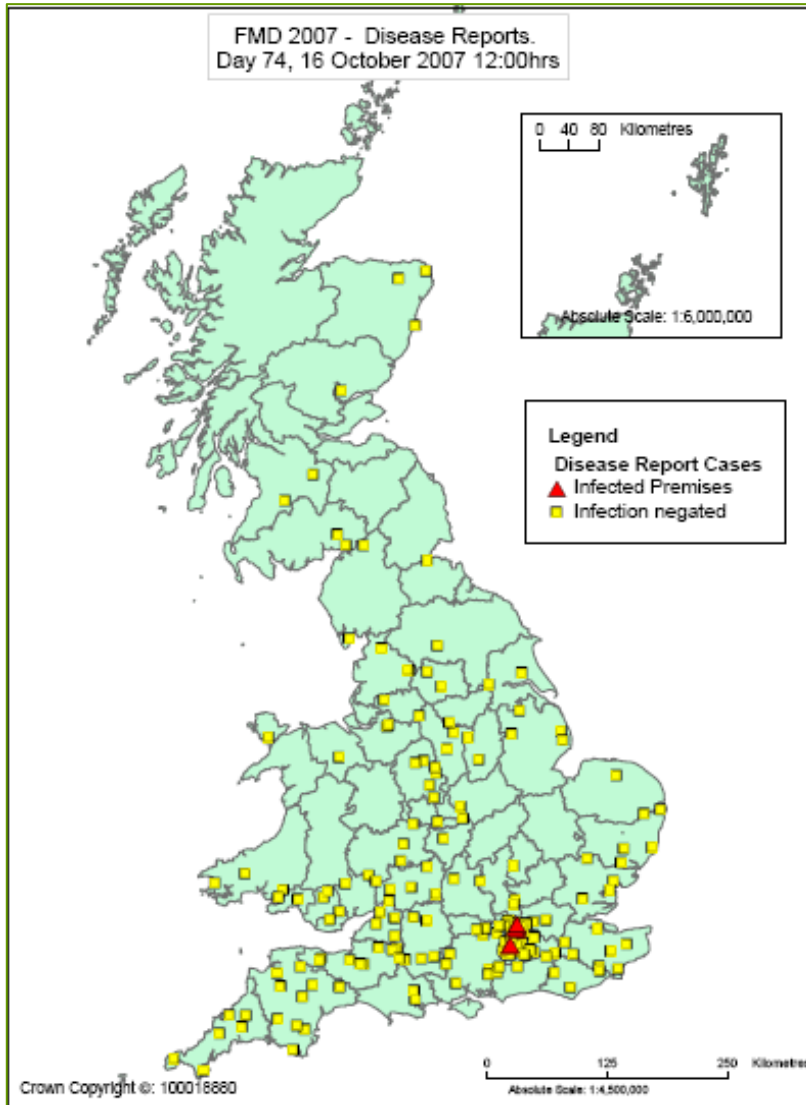 FMD 2007 - Disease Reports.
Day 74, 16 October 2007 12:00hrs
0 40 80 Kilometres
Absolute Scale: 1:6,000,000
Legend
Disease Report Cases
Infected Premises
Infection negated
0 125 250 Kilometres
Crown Copyright ©: 100018880
Absolute Scale: 1:4,500,000